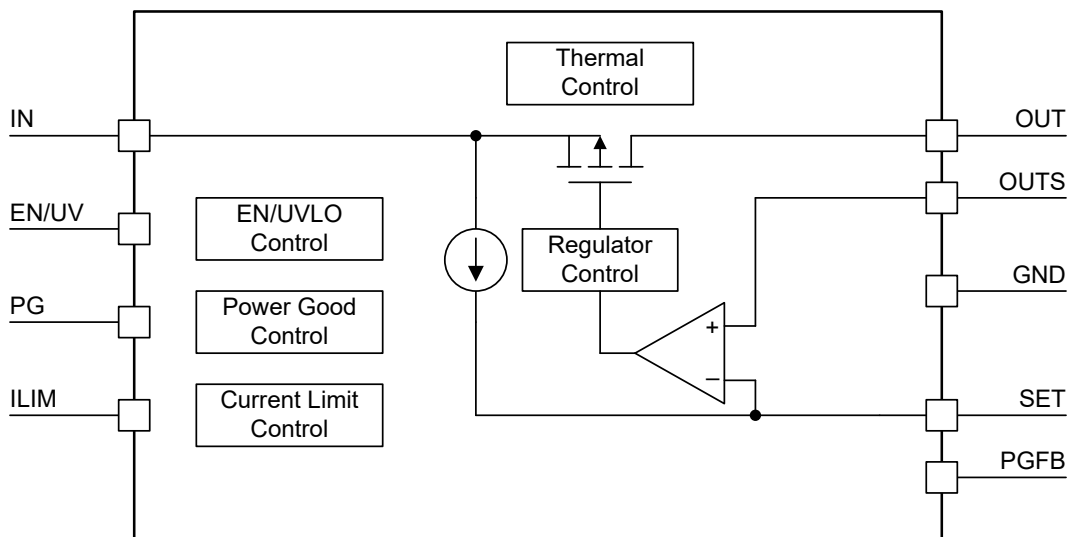 Thermal
Control
IN
OUT
OUTS
EN/UV
EN/UVLO
Control
Regulator
Control
GND
PG
Power Good
Control
+
−
ILIM
Current Limit
Control
SET
PGFB